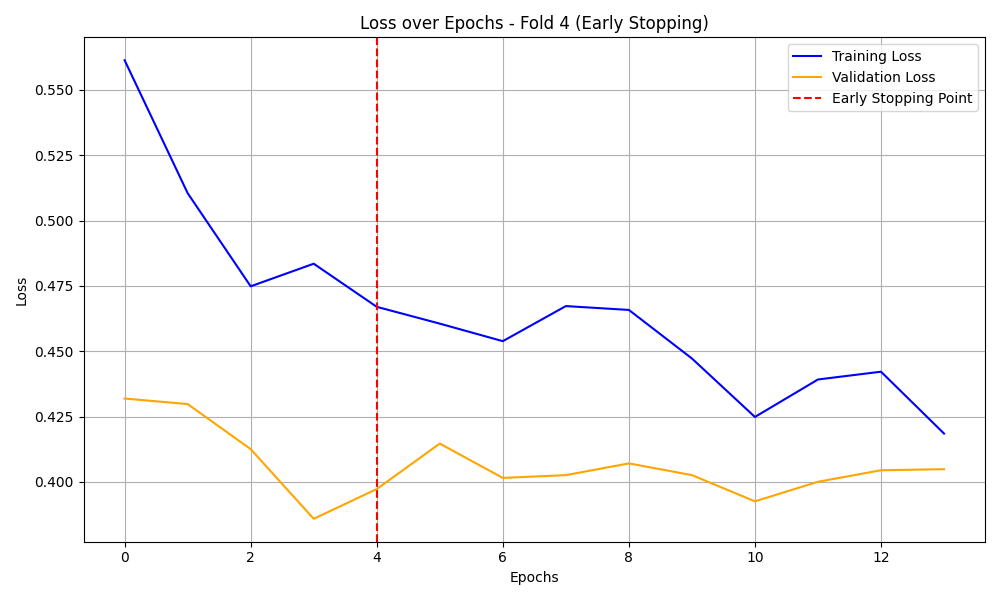 Loss over Epochs - Fold 4 (Early Stopping)
Training Loss
Validation Loss
Early Stopping Point
0.550
0.525
0.500
0.475
0.450
0.425
0.400
Loss
0 2 4 6 8 10 12
Epochs